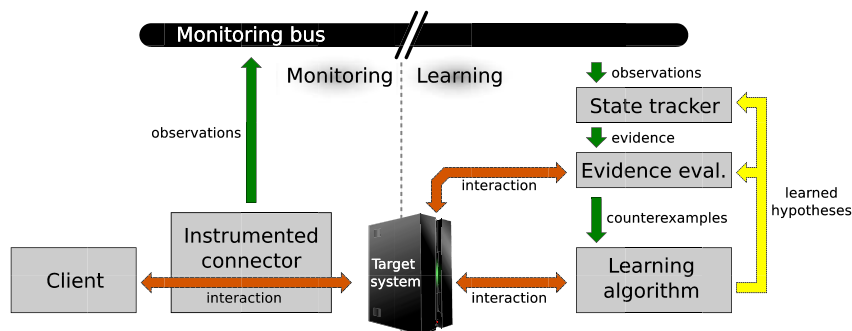 Monitoring bus
Monitoring
Learning
observations
State tracker
observations
evidence
Evidence eval.
interaction
learned
hypotheses
counterexamples
Instrumented
connector
Client
Target
system
Learning
algorithm
interaction
interaction